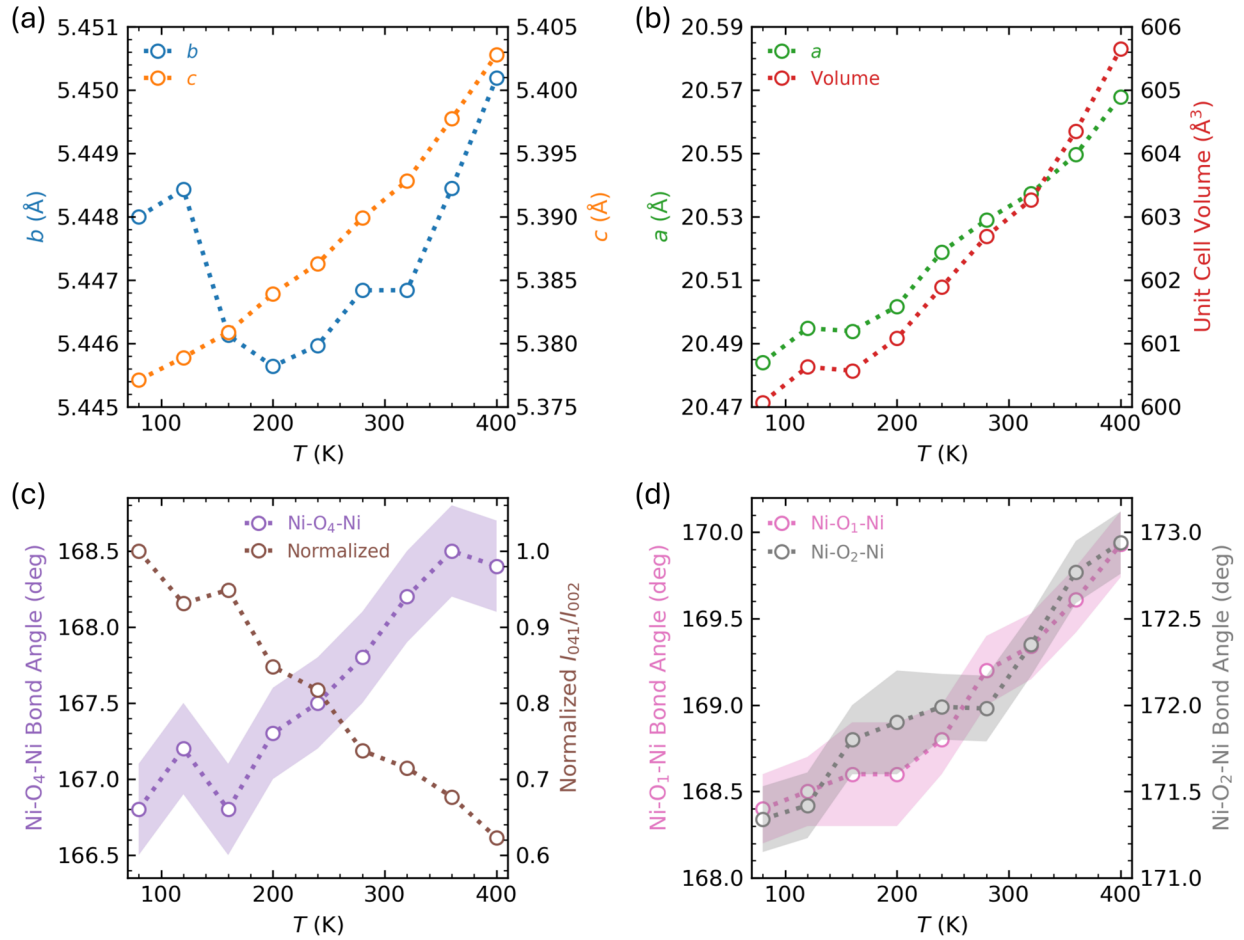 (a)
5.451
5.450
5.449
5.448
5.447
5.446
5.445
b (Å)
b
c
5.405
5.400
5.395
5.390
5.385
5.380
5.375
c (Å)
100 200 300 400
T (K)
(b)
20.59
20.57
20.55
20.53
20.51
20.49
20.47
a (Å)
a
Volume
606
605
604
603
602
601
600
Unit Cell Volume (Å³)
100 200 300 400
T (K)
(c)
168.5
168.0
167.5
167.0
166.5
Ni-O₄-Ni Bond Angle (deg)
Ni-O₄-Ni
Normalized
1.0
0.9
0.8
0.7
0.6
Normalized I₀₄₁/I₀₀₂
100 200 300 400
T (K)
(d)
170.0
169.5
169.0
168.5
168.0
Ni-O₁-Ni Bond Angle (deg)
Ni-O₁-Ni
Ni-O₂-Ni
173.0
172.5
172.0
171.5
171.0
Ni-O₂-Ni Bond Angle (deg)
100 200 300 400
T (K)